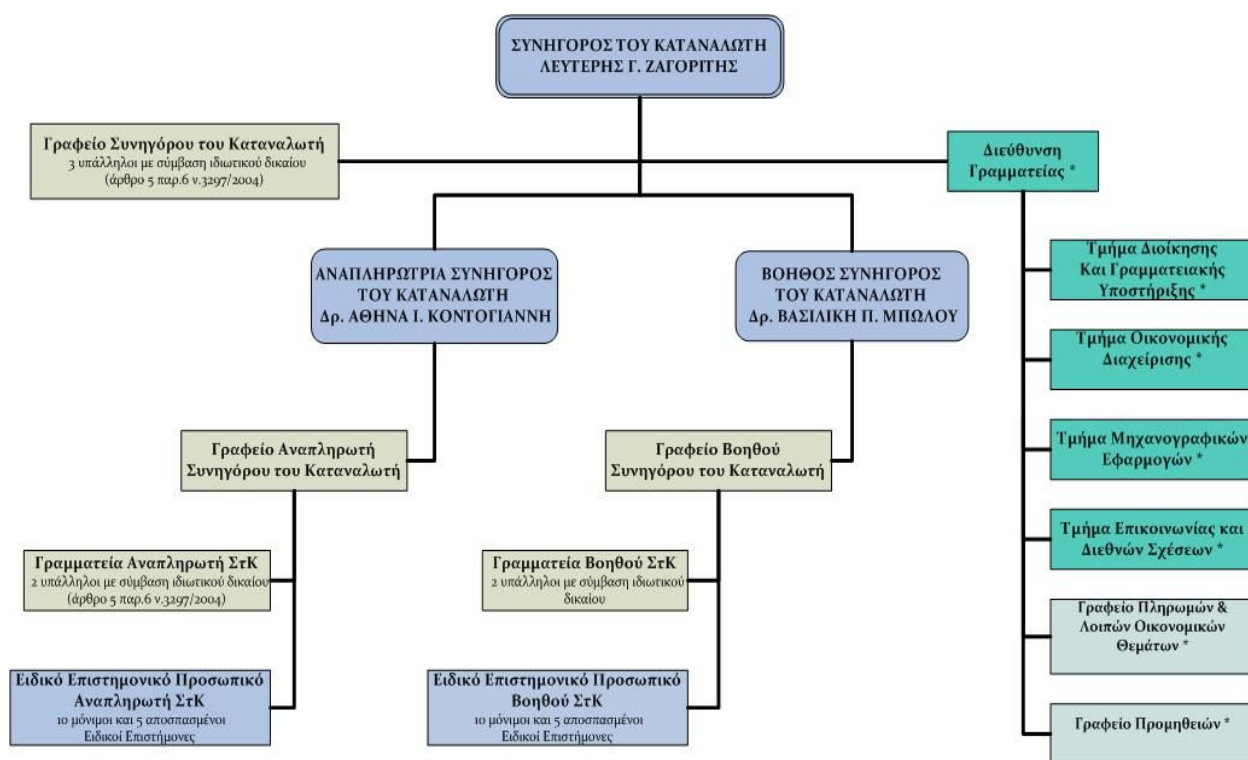 ΣΥΝΗΓΟΡΟΣ ΤΟΥ ΚΑΤΑΝΑΛΩΤΗ
ΛΕΥΤΕΡΗΣ Γ. ΖΑΓΟΡΙΤΗΣ
Γραφείο Συνηγόρου του Καταναλωτή
3 υπάλληλοι με σύμβαση ιδιωτικού δικαίου
(άρθρο 5 παρ.6 ν.3297/2004)
Διεύθυνση
Γραμματείας *
ΑΝΑΠΛΗΡΩΤΡΙΑ ΣΥΝΗΓΟΡΟΣ
ΤΟΥ ΚΑΤΑΝΑΛΩΤΗ
Δρ. ΑΘΗΝΑ Ι. ΚΟΝΤΟΓΙΑΝΝΗ
ΒΟΗΘΟΣ ΣΥΝΗΓΟΡΟΣ
ΤΟΥ ΚΑΤΑΝΑΛΩΤΗ
Δρ. ΒΑΣΙΛΙΚΗ Π. ΜΠΩΛΟΥ
Τμήμα Διοίκησης
Και Γραμματειακής
Υποστήριξης *
Τμήμα Οικονομικής
Διαχείρισης *
Τμήμα Μηχανογραφικών
Εφαρμογών *
Τμήμα Επικοινωνίας και
Διεθνών Σχέσεων *
Γραφείο Πληρωμών &
Λοιπών Οικονομικών
Θεμάτων *
Γραφείο Προμηθειών *
Γραφείο Αναπληρωτή
Συνηγόρου του Καταναλωτή
Γραφείο Βοηθού
Συνηγόρου του Καταναλωτή
Γραμματεία Αναπληρωτή ΣτΚ
2 υπάλληλοι με σύμβαση ιδιωτικού δικαίου
(άρθρο 5 παρ.6 ν.3297/2004)
Γραμματεία Βοηθού ΣτΚ
2 υπάλληλοι με σύμβαση ιδιωτικού
δικαίου
Ειδικό Επιστημονικό Προσωπικό
Αναπληρωτή ΣτΚ
10 μόνιμοι και 5 αποσπασμένοι
Ειδικοί Επιστήμονες
Ειδικό Επιστημονικό Προσωπικό
Βοηθού ΣτΚ
10 μόνιμοι και 5 αποσπασμένοι
Ειδικοί Επιστήμονες